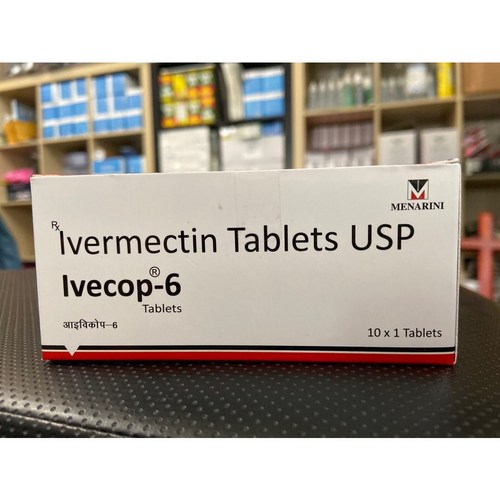 MENARINI
Rx
Ivermectin Tablets USP
Ivecop®-6
Tablets
आइविकोप-6
10 x 1 Tablets